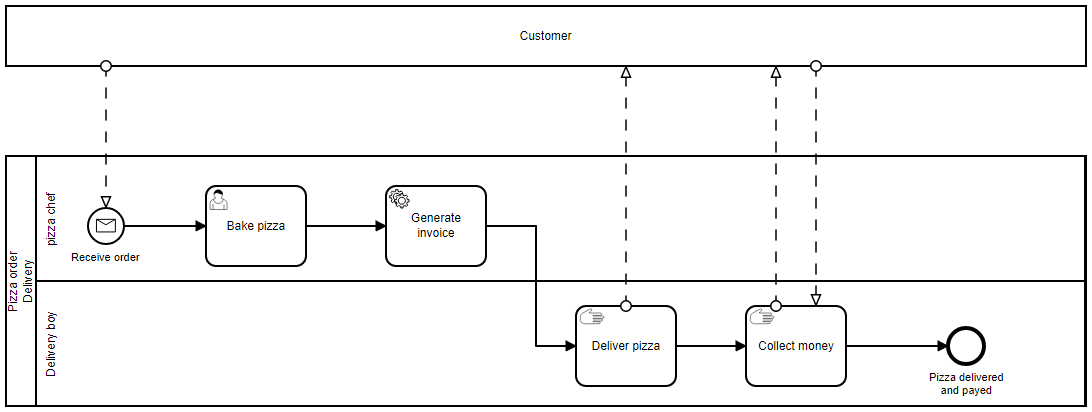 Customer
Pizza order
Delivery
pizza chef
Receive order
Bake pizza
Generate
invoice
Delivery boy
Deliver pizza
Collect money
Pizza delivered
and payed